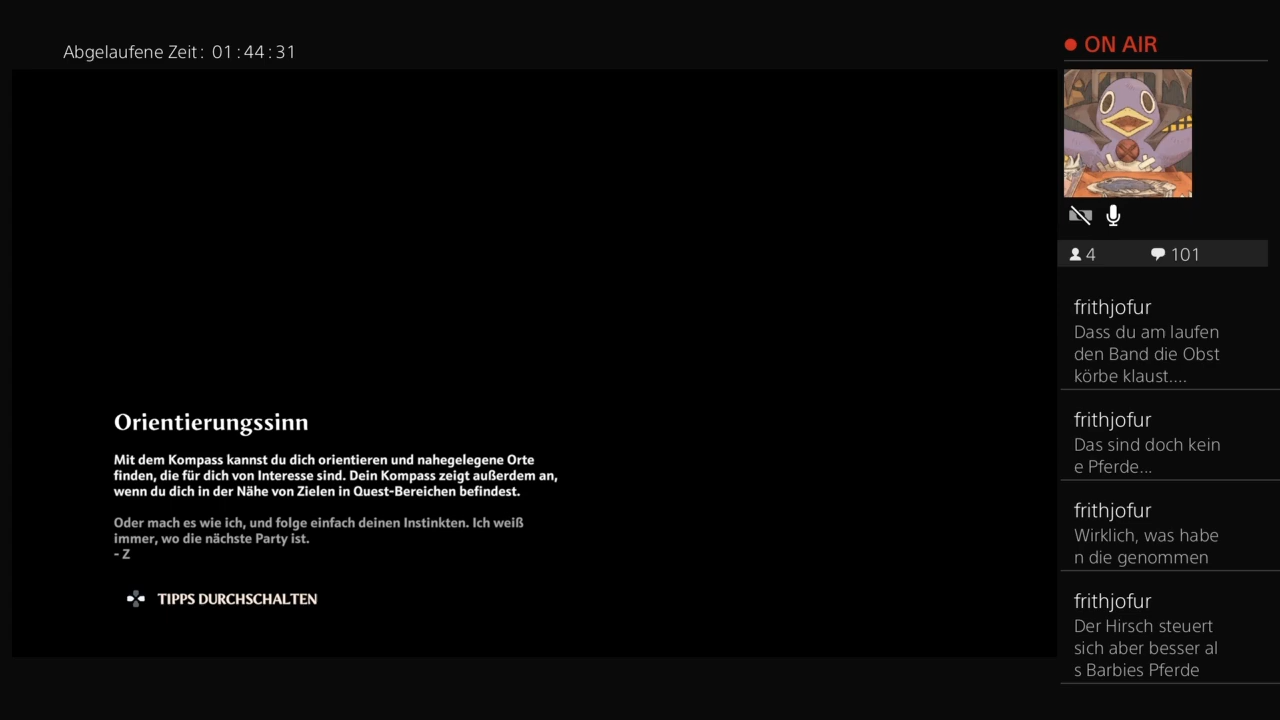 Abgelaufene Zeit: 01:44:31
ON AIR
4
101
frithjofur
Dass du am laufen
den Band die Obst
körbe klaust....
frithjofur
Das sind doch kein
e Pferde...
frithjofur
Wirklich, was habe
n die genommen
frithjofur
Der Hirsch steuert
sich aber besser al
s Barbies Pferde
Orientierungssinn
Mit dem Kompass kannst du dich orientieren und nahegelegene Orte
finden, die für dich von Interesse sind. Dein Kompass zeigt außerdem an,
wenn du dich in der Nähe von Zielen in Quest-Bereichen befindest.
Oder mach es wie ich, und folge einfach deinen Instinkten. Ich weiß
immer, wo die nächste Party ist.
- Z
TIPPS DURCHSCHALTEN